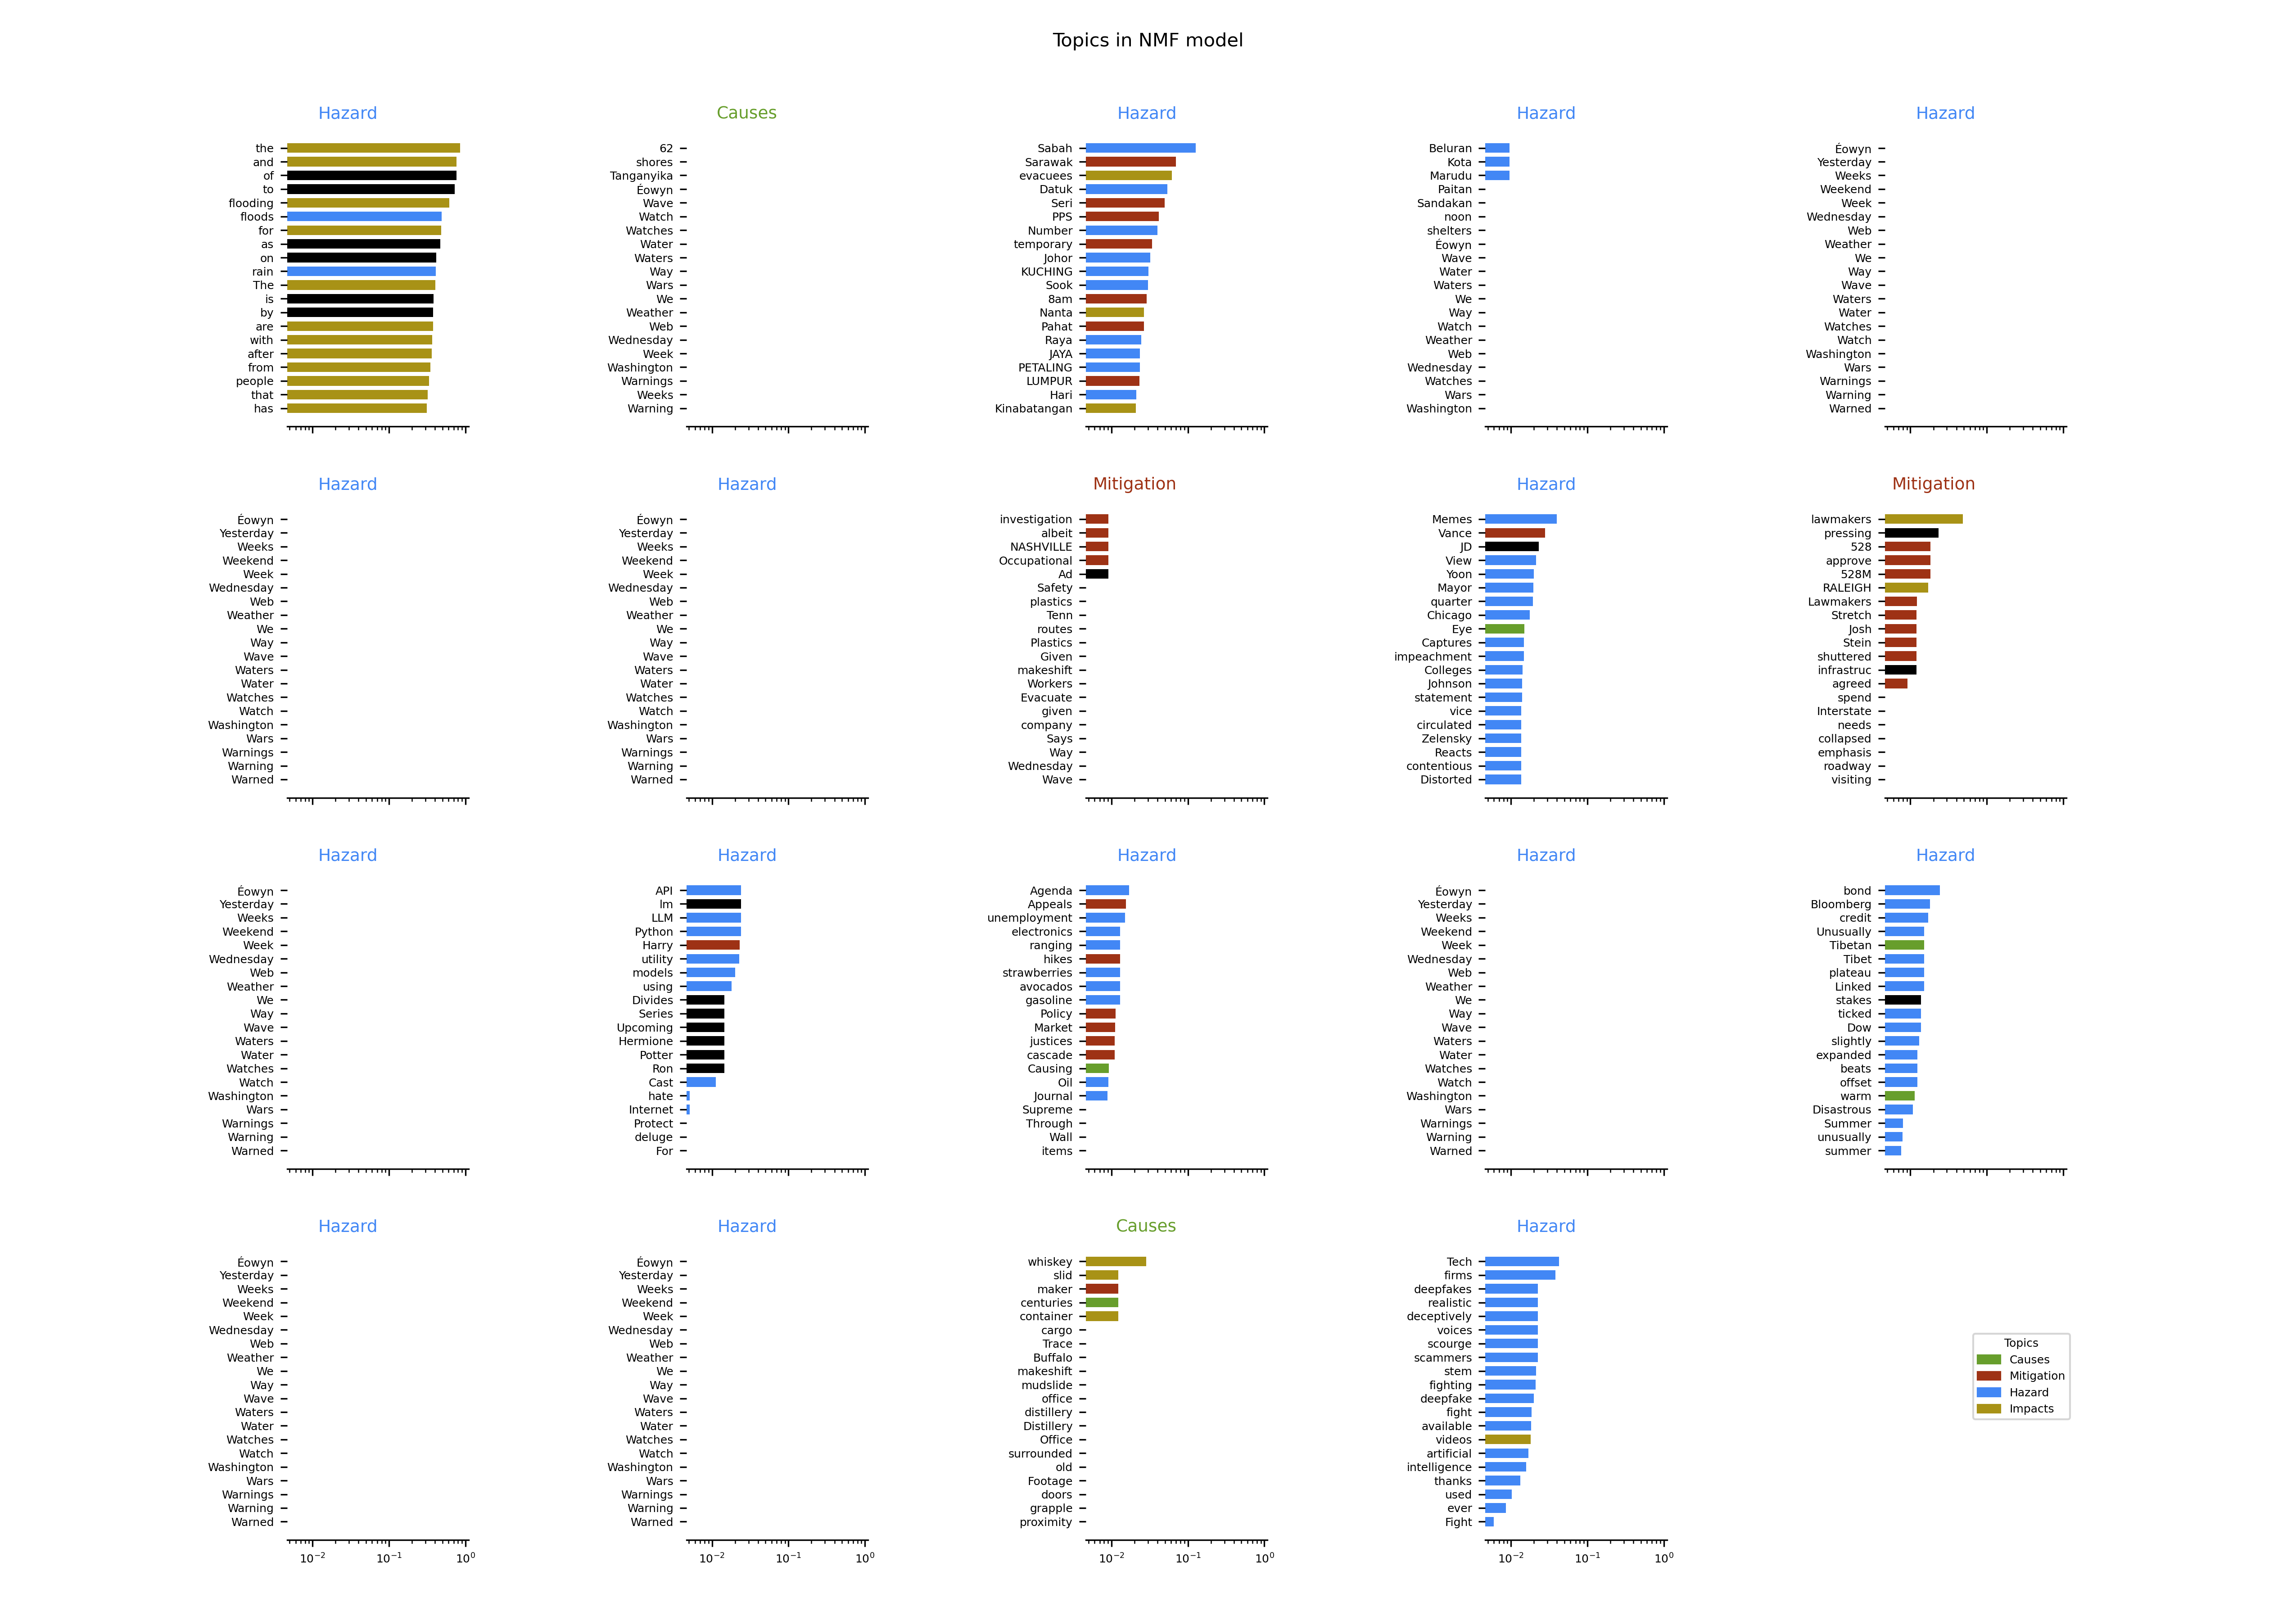 Topics in NMF model
Hazard
the
and
of
to
flooding
floods
for
as
on
rain
The
is
by
are
with
after
from
people
that
has
Causes
62
shores
Tanganyika
Éowyn
Wave
Watch
Watches
Water
Waters
Way
Wars
We
Weather
Web
Wednesday
Week
Washington
Warnings
Weeks
Warning
Hazard
Sabah
Sarawak
evacuees
Datuk
Seri
PPS
Number
temporary
Johor
KUCHING
Sook
8am
Nanta
Pahat
Raya
JAYA
PETALING
LUMPUR
Hari
Kinabatangan
Hazard
Beluran
Kota
Marudu
Paitan
Sandakan
noon
shelters
Éowyn
Wave
Water
Waters
We
Way
Watch
Weather
Web
Wednesday
Watches
Wars
Washington
Hazard
Éowyn
Yesterday
Weeks
Weekend
Week
Wednesday
Web
Weather
We
Way
Wave
Waters
Water
Watches
Watch
Washington
Wars
Warnings
Warning
Warned
Hazard
Éowyn
Yesterday
Weeks
Weekend
Week
Wednesday
Web
Weather
We
Way
Wave
Waters
Water
Watches
Watch
Washington
Wars
Warnings
Warning
Warned
Hazard
Éowyn
Yesterday
Weeks
Weekend
Week
Wednesday
Web
Weather
We
Way
Wave
Waters
Water
Watches
Watch
Washington
Wars
Warnings
Warning
Warned
Mitigation
investigation
albeit
NASHVILLE
Occupational
Ad
Safety
plastics
Tenn
routes
Plastics
Given
makeshift
Workers
Evacuate
given
company
Says
Way
Wednesday
Wave
Hazard
Memes
Vance
JD
View
Yoon
Mayor
quarter
Chicago
Eye
Captures
impeachment
Colleges
Johnson
statement
vice
circulated
Zelensky
Reacts
contentious
Distorted
Mitigation
lawmakers
pressing
528
approve
528M
RALEIGH
Lawmakers
Stretch
Josh
Stein
shuttered
infrastruc
agreed
spend
Interstate
needs
collapsed
emphasis
roadway
visiting
Hazard
Éowyn
Yesterday
Weeks
Weekend
Week
Wednesday
Web
Weather
We
Way
Wave
Waters
Water
Watches
Watch
Washington
Wars
Warnings
Warning
Warned
Hazard
API
lm
LLM
Python
Harry
utility
models
using
Divides
Series
Upcoming
Hermione
Potter
Ron
Cast
hate
Internet
Protect
deluge
For
Hazard
Agenda
Appeals
unemployment
electronics
ranging
hikes
strawberries
avocados
gasoline
Policy
Market
justices
cascade
Causing
Oil
Journal
Supreme
Through
Wall
items
Hazard
Éowyn
Yesterday
Weeks
Weekend
Week
Wednesday
Web
Weather
We
Way
Wave
Waters
Water
Watches
Watch
Washington
Wars
Warnings
Warning
Warned
Hazard
bond
Bloomberg
credit
Unusually
Tibetan
Tibet
plateau
Linked
stakes
ticked
Dow
slightly
expanded
beats
offset
warm
Disastrous
Summer
unusually
summer
Hazard
Éowyn
Yesterday
Weeks
Weekend
Week
Wednesday
Web
Weather
We
Way
Wave
Waters
Water
Watches
Watch
Washington
Wars
Warnings
Warning
Warned
10⁻² 10⁻¹ 10⁰
Hazard
Éowyn
Yesterday
Weeks
Weekend
Week
Wednesday
Web
Weather
We
Way
Wave
Waters
Water
Watches
Watch
Washington
Wars
Warnings
Warning
Warned
10⁻² 10⁻¹ 10⁰
Causes
whiskey
slid
maker
centuries
container
cargo
Trace
Buffalo
makeshift
mudslide
office
distillery
Distillery
Office
surrounded
old
Footage
doors
grapple
proximity
10⁻² 10⁻¹ 10⁰
Hazard
Tech
firms
deepfakes
realistic
deceptively
voices
scourge
scammers
stem
fighting
deepfake
fight
available
videos
artificial
intelligence
thanks
used
ever
Fight
10⁻² 10⁻¹ 10⁰
Topics
Causes
Mitigation
Hazard
Impacts